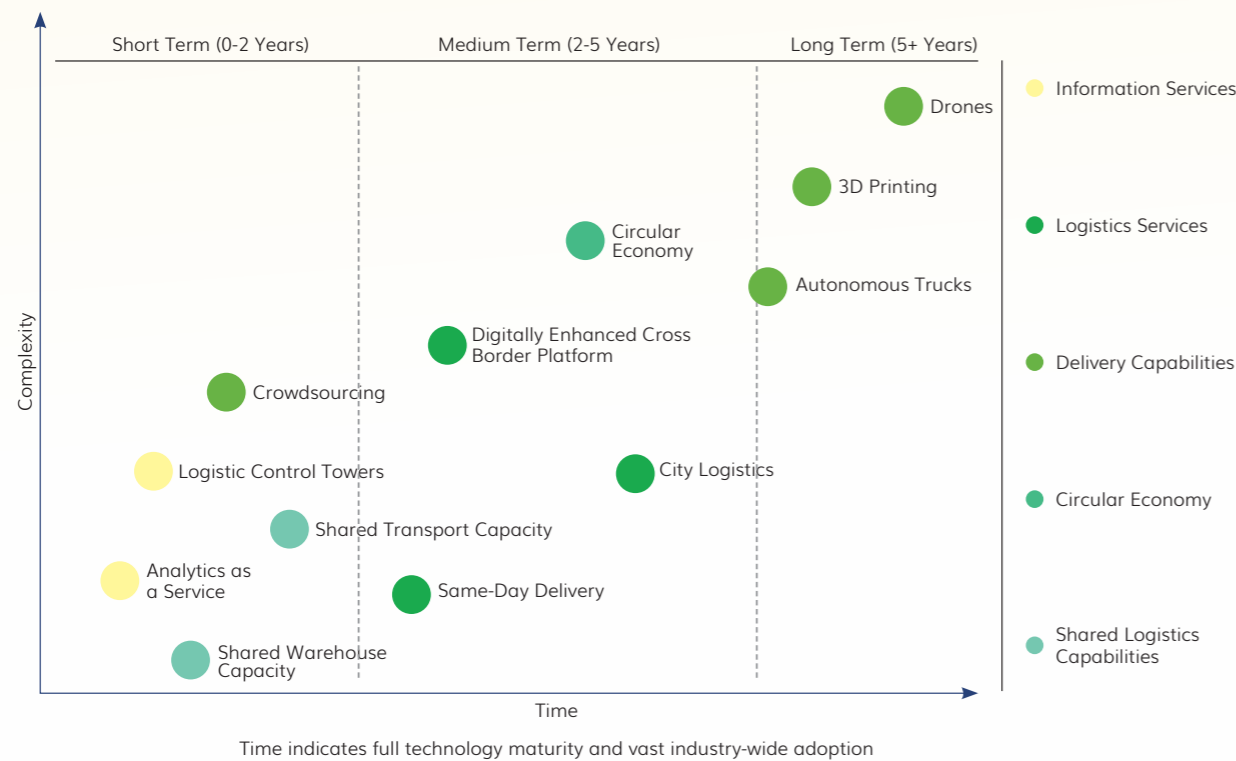 Short Term (0-2 Years)
Medium Term (2-5 Years)
Long Term (5+ Years)
Information Services
Drones
3D Printing
Logistics Services
Circular
Economy
Autonomous Trucks
Digitally Enhanced Cross
Border Platform
Delivery Capabilities
Crowdsourcing
Complexity
Logistic Control Towers
City Logistics
Circular Economy
Shared Transport Capacity
Analytics as
a Service
Same-Day Delivery
Shared Logistics
Capabilities
Shared Warehouse
Capacity
Time
Time indicates full technology maturity and vast industry-wide adoption